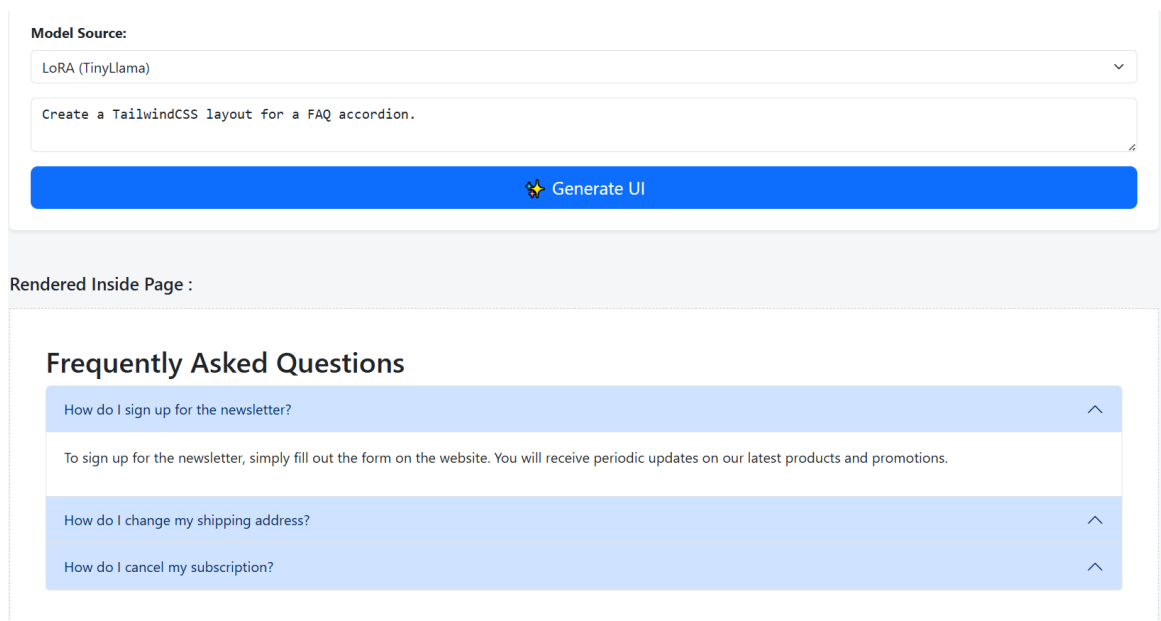 Model Source:
LoRA (TinyLlama)
Create a TailwindCSS layout for a FAQ accordion.
✨ Generate UI
Rendered Inside Page :
Frequently Asked Questions
How do I sign up for the newsletter?
To sign up for the newsletter, simply fill out the form on the website. You will receive periodic updates on our latest products and promotions.
How do I change my shipping address?
How do I cancel my subscription?